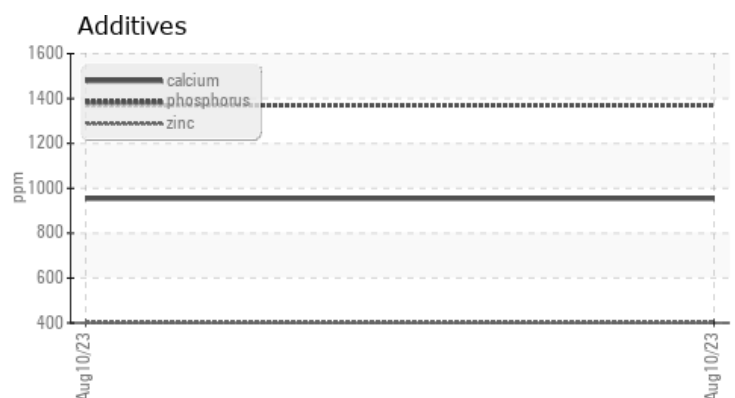 Additives
1600
1400
1200
1000
800
600
400
ppm
calcium
phosphorus
zinc
Aug10/23
Aug10/23